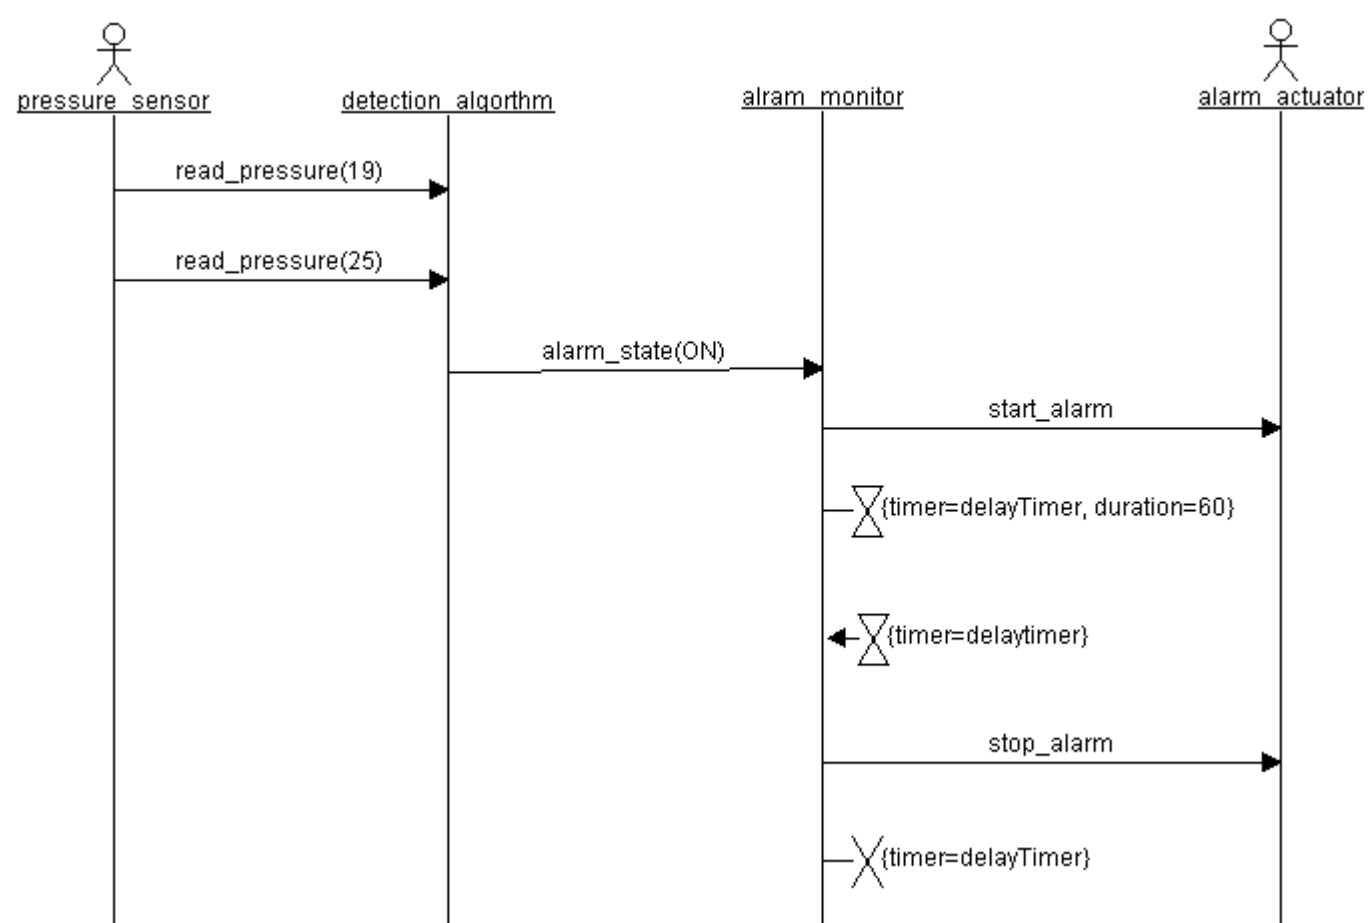 pressure_sensor
detection_algorthm
alram_monitor
alarm_actuator
read_pressure(19)
read_pressure(25)
alarm_state(ON)
start_alarm
{timer=delayTimer, duration=60}
{timer=delaytimer}
stop_alarm
{timer=delayTimer}